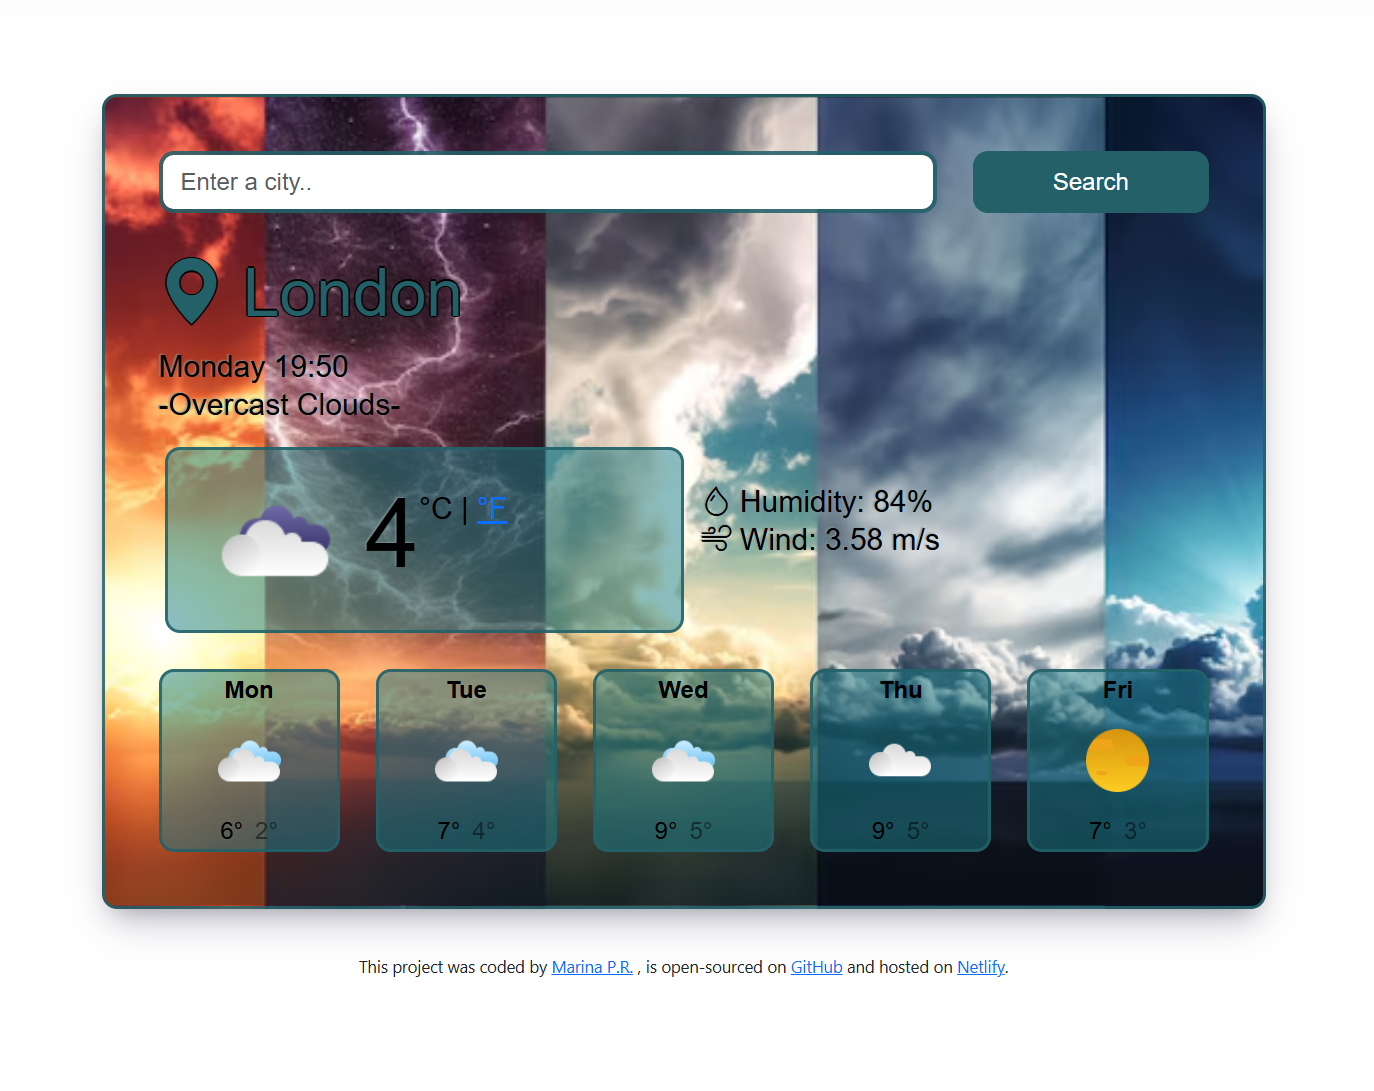 Enter a city..
Search
London
Monday 19:50
-Overcast Clouds-
4 °C | °F
Humidity: 84%
Wind: 3.58 m/s
Mon Tue Wed Thu Fri
6° 2° 7° 4° 9° 5° 9° 5° 7° 3°
This project was coded by Marina P.R. , is open-sourced on GitHub and hosted on Netlify.